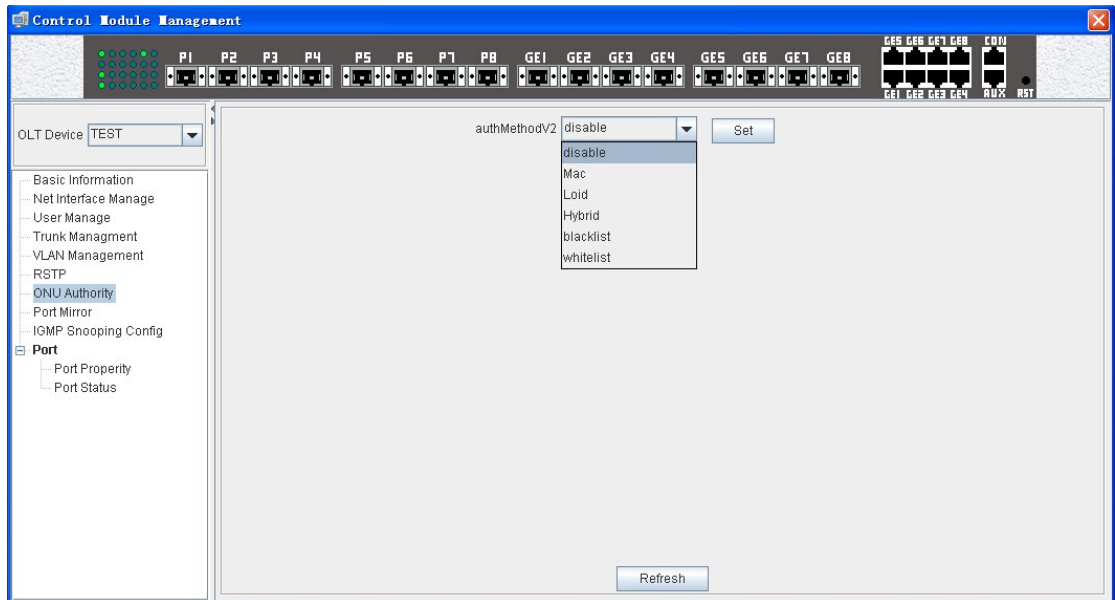 Control Module Management
GE5 GE6 GE7 GE8 CON
P1 P2 P3 P4 P5 P6 P7 P8 GE1 GE2 GE3 GE4 GE5 GE6 GE7 GE8
GE1 GE2 GE3 GE4 AUX RST
OLT Device TEST
authMethodV2 disable Set
disable
Mac
Loid
Hybrid
blacklist
whitelist
Basic Information
Net Interface Manage
User Manage
Trunk Managment
VLAN Management
RSTP
ONU Authority
Port Mirror
IGMP Snooping Config
Port
Port Properity
Port Status
Refresh